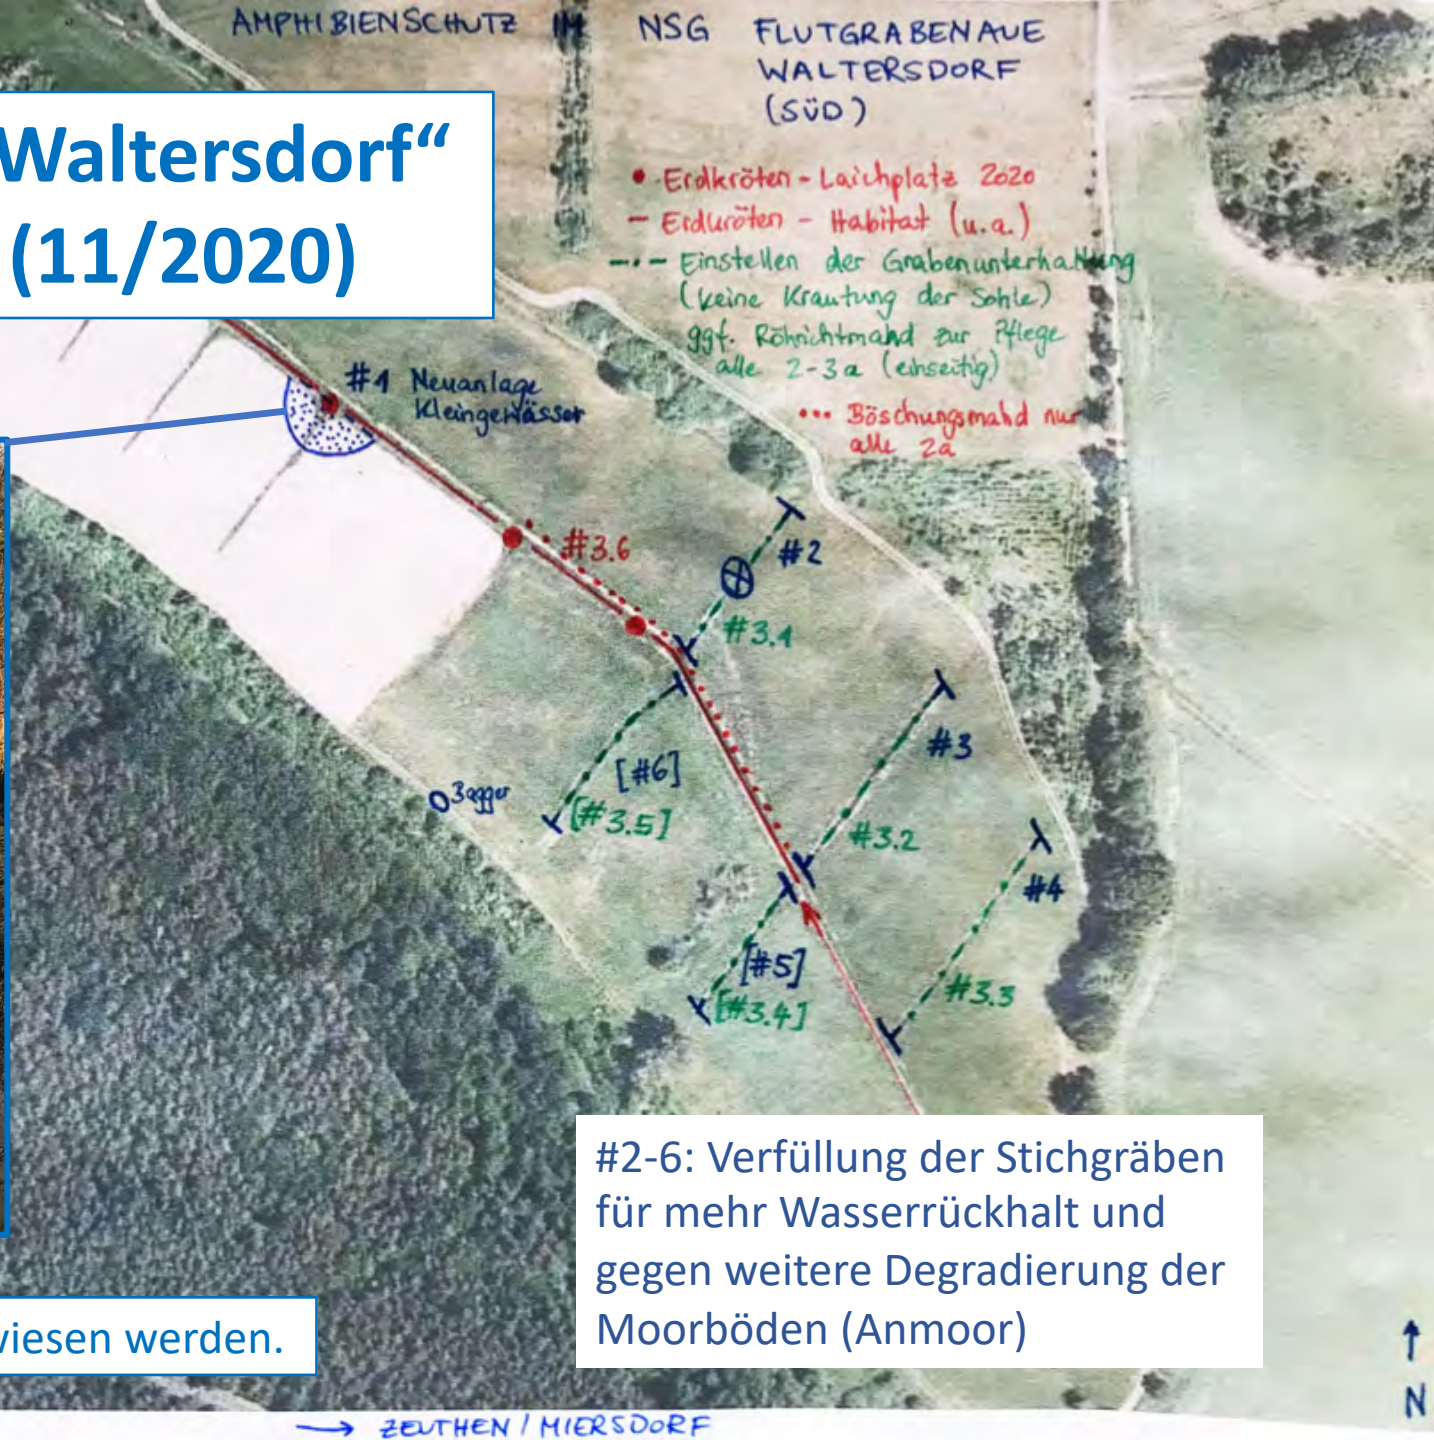 AMPHIBIENSCHUTZ IM NSG FLUTGRABENAUE
WALTERSDORF
(SÜD)
Waltersdorf“
(11/2020)
• Erdkröten - Laichplatz 2020
– Erdkröten - Habitat (u.a.)
–·– Einstellen der Grabenunterhaltung
(keine Krautung der Sohle)
ggf. Röhrichtmahd zur Pflege
alle 2-3a (einseitig)
••• Böschungsmahd nur
alle 2a
#1 Neuanlage
Kleingewässer
#3.6
#2
#3.1
#3
[#6]
[#3.5]
Bagger
#3.2
#4
[#5]
[#3.4]
#3.3
#2-6: Verfüllung der Stichgräben
für mehr Wasserrückhalt und
gegen weitere Degradierung der
Moorböden (Anmoor)
wiesen werden.
↑
N
→ ZEUTHEN / MIERSDORF